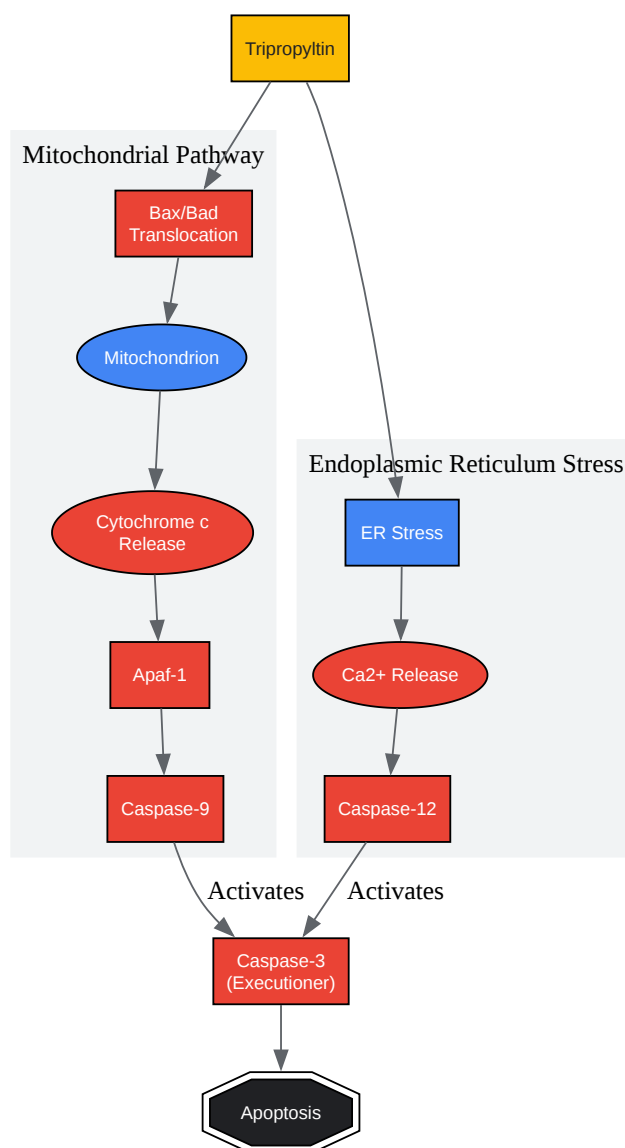 Tripropyltin
Mitochondrial Pathway
Bax/Bad
Translocation
Mitochondrion
Cytochrome c
Release
Apaf-1
Caspase-9
Endoplasmic Reticulum Stress
ER Stress
Ca2+ Release
Caspase-12
Activates
Activates
Caspase-3
(Executioner)
Apoptosis